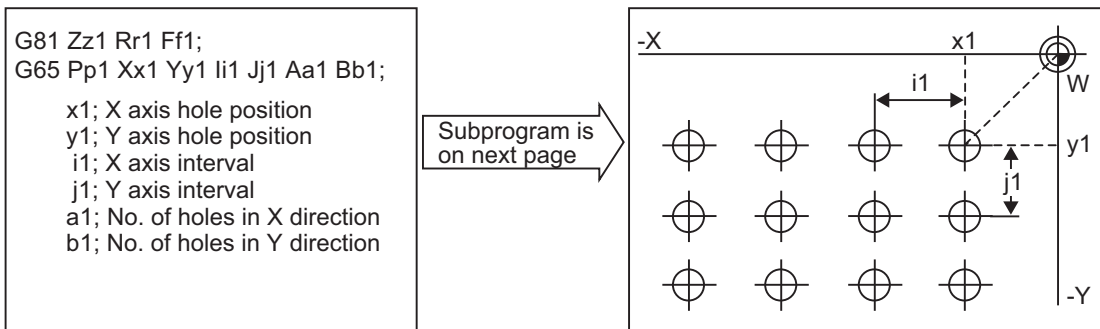 G81 Zz1 Rr1 Ff1;
G65 Pp1 Xx1 Yy1 Ii1 Jj1 Aa1 Bb1;
x1; X axis hole position
y1; Y axis hole position
i1; X axis interval
j1; Y axis interval
a1; No. of holes in X direction
b1; No. of holes in Y direction
Subprogram is
on next page
-X
x1
W
i1
y1
j1
-Y